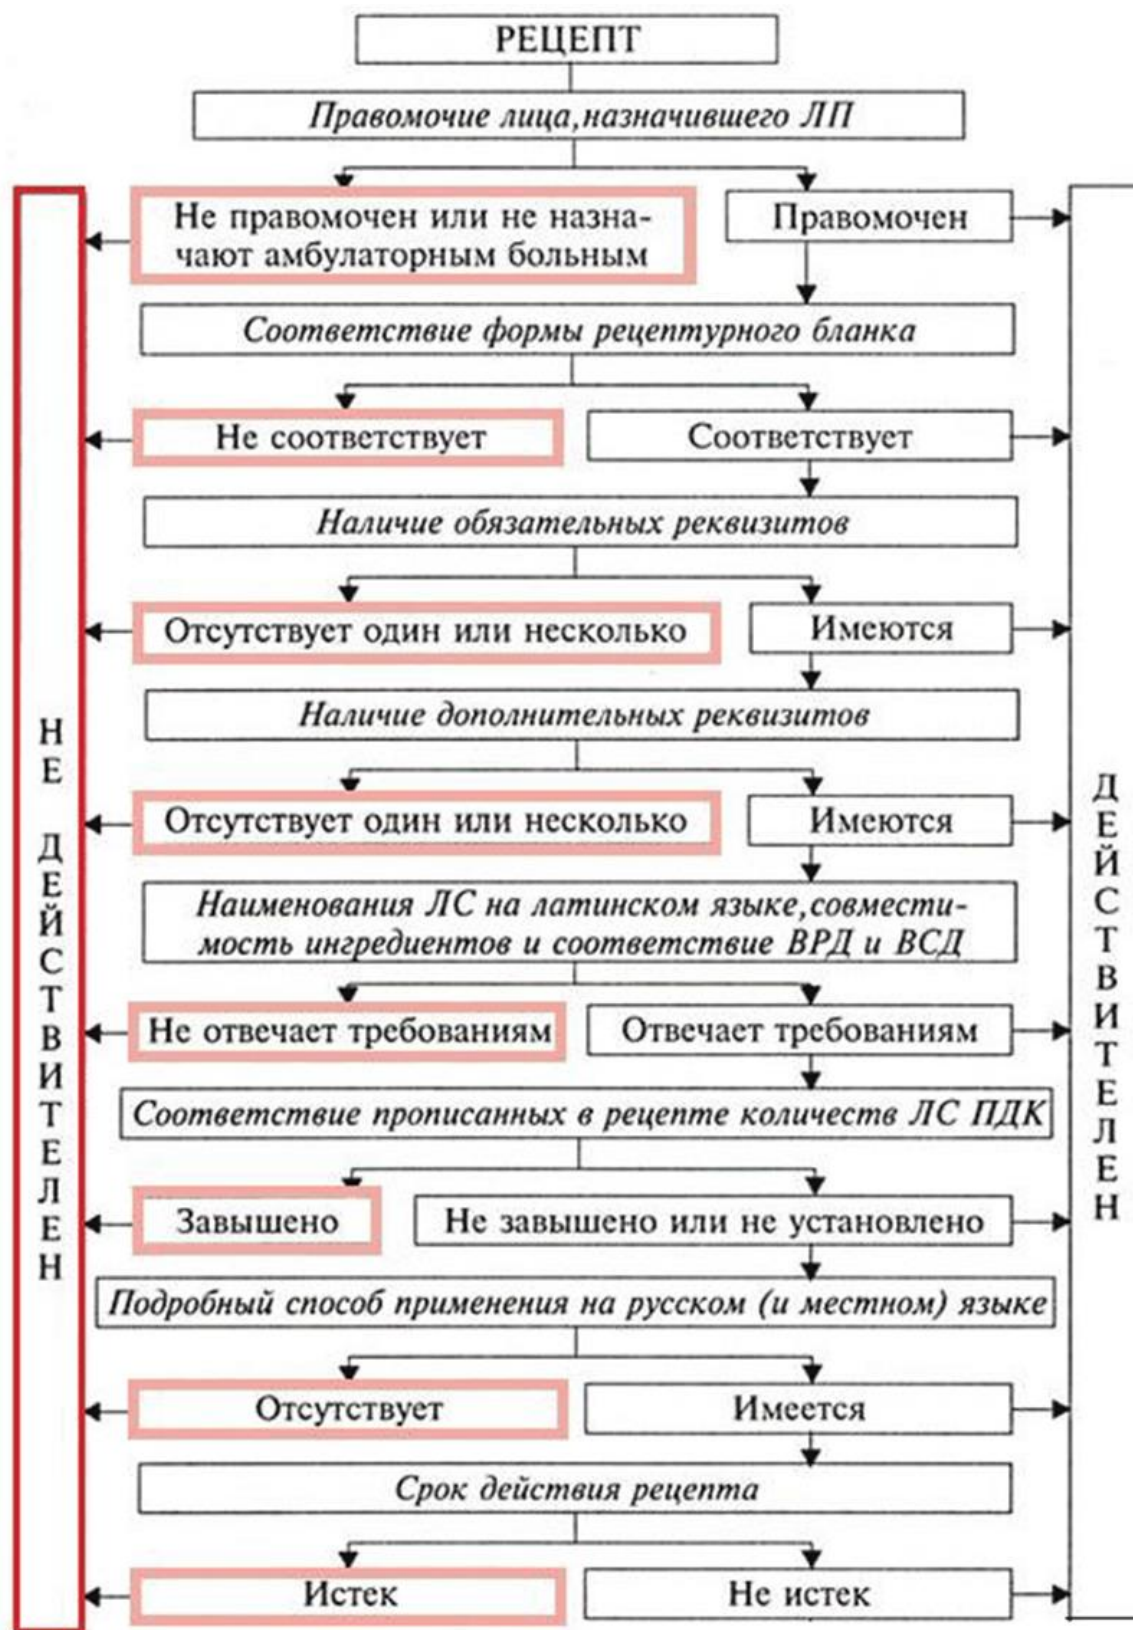 РЕЦЕПТ
Правомочие лица, назначившего ЛП
Не правомочен или не назна-
чают амбулаторным больным
Правомочен
Соответствие формы рецептурного бланка
Не соответствует
Соответствует
Наличие обязательных реквизитов
Отсутствует один или несколько
Имеются
Наличие дополнительных реквизитов
Отсутствует один или несколько
Имеются
Наименования ЛС на латинском языке, совмести-
мость ингредиентов и соответствие ВРД и ВСД
Не отвечает требованиям
Отвечает требованиям
Соответствие прописанных в рецепте количеств ЛС ПДК
Завышено
Не завышено или не установлено
Подробный способ применения на русском (и местном) языке
Отсутствует
Имеется
Срок действия рецепта
Истек
Не истек
НЕ ДЕЙСТВИТЕЛЕН
ДЕЙСТВИТЕЛЕН